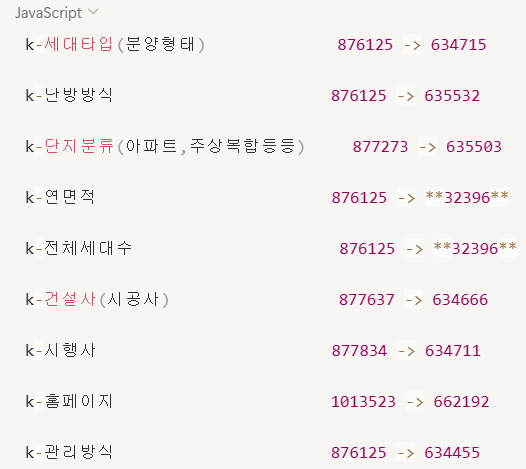 JavaScript
k-세대타입(분양형태) 876125 -> 634715
k-난방방식 876125 -> 635532
k-단지분류(아파트,주상복합등등) 877273 -> 635503
k-연면적 876125 -> **32396**
k-전체세대수 876125 -> **32396**
k-건설사(시공사) 877637 -> 634666
k-시행사 877834 -> 634711
k-홈페이지 1013523 -> 662192
k-관리방식 876125 -> 634455